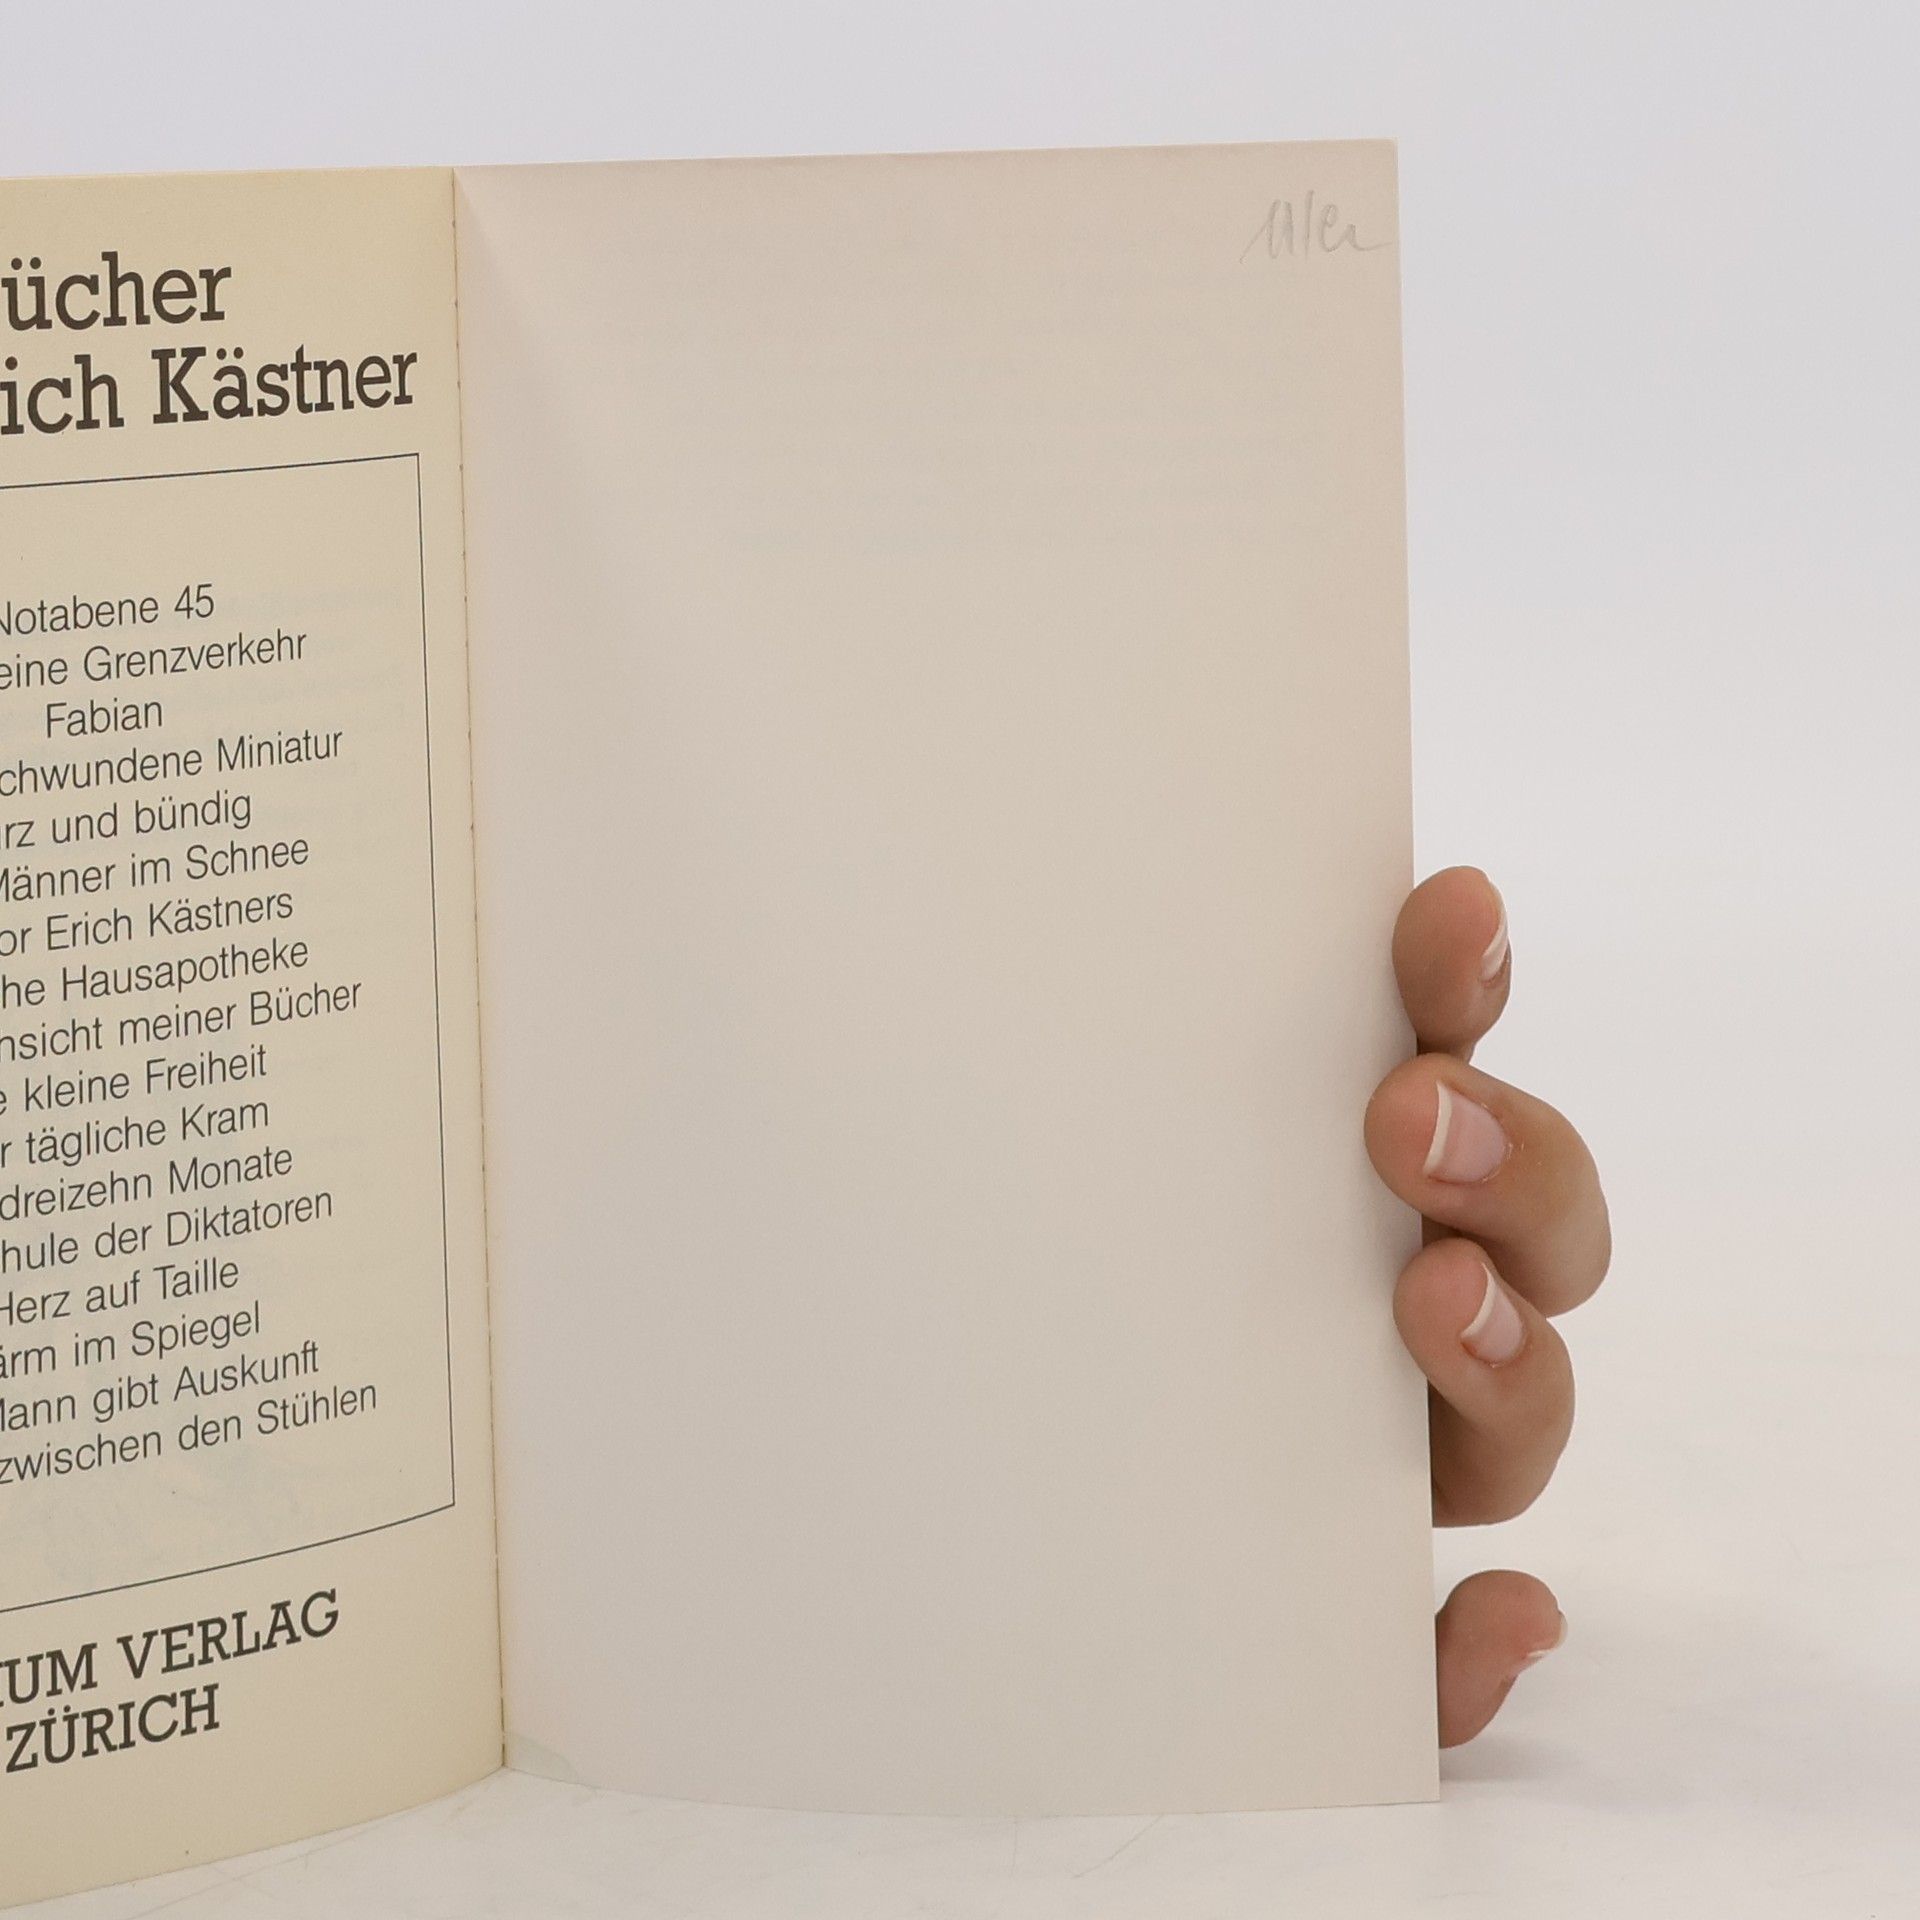 ücher
ich Kästner
Notabene 45
eine Grenzverkehr
Fabian
chwundene Miniatur
rz und bündig
Männer im Schnee
or Erich Kästners
he Hausapotheke
nsicht meiner Bücher
e kleine Freiheit
r tägliche Kram
dreizehn Monate
hule der Diktatoren
Herz auf Taille
ärm im Spiegel
Mann gibt Auskunft
zwischen den Stühlen
IUM VERLAG
ZÜRICH